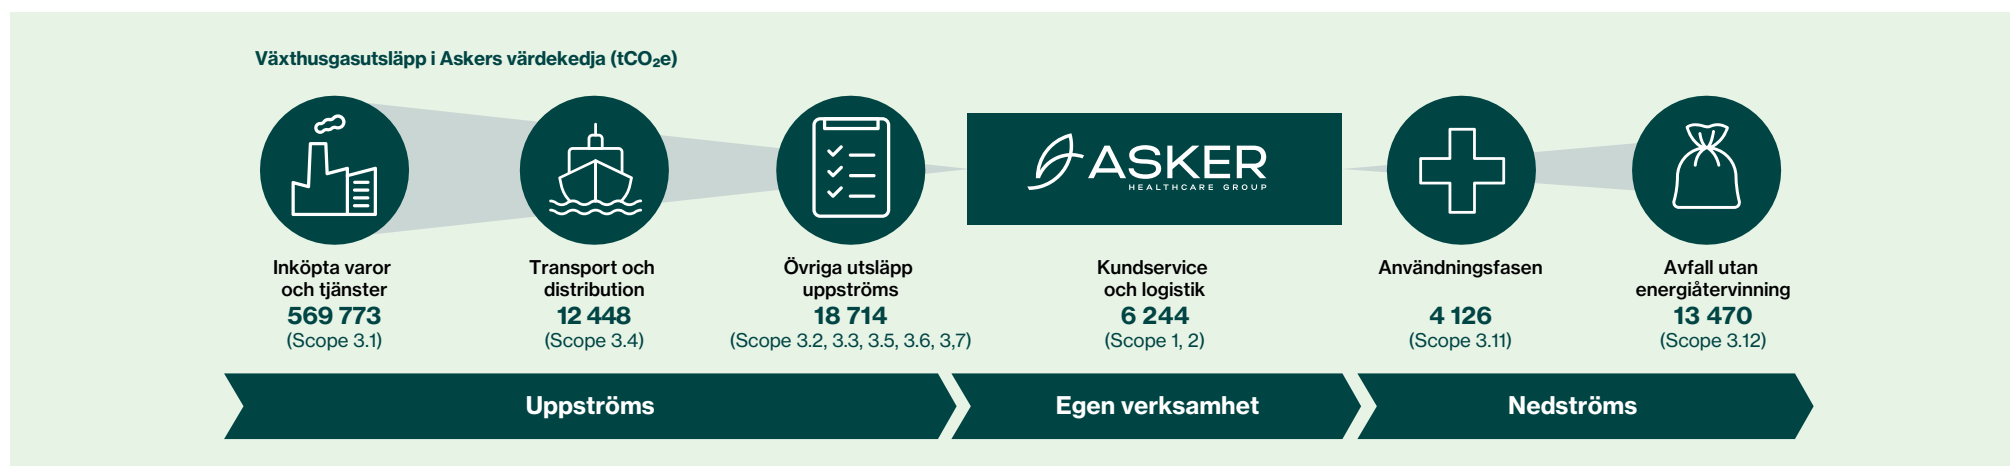 Växthusgasutsläpp i Askers värdekedja (tCO₂e)
ASKER
HEALTHCARE GROUP
Inköpta varor
och tjänster
569 773
(Scope 3.1)
Transport och
distribution
12 448
(Scope 3.4)
Övriga utsläpp
uppströms
18 714
(Scope 3.2, 3.3, 3.5, 3.6, 3,7)
Kundservice
och logistik
6 244
(Scope 1, 2)
Användningsfasen
4 126
(Scope 3.11)
Avfall utan
energiåtervinning
13 470
(Scope 3.12)
Uppströms
Egen verksamhet
Nedströms